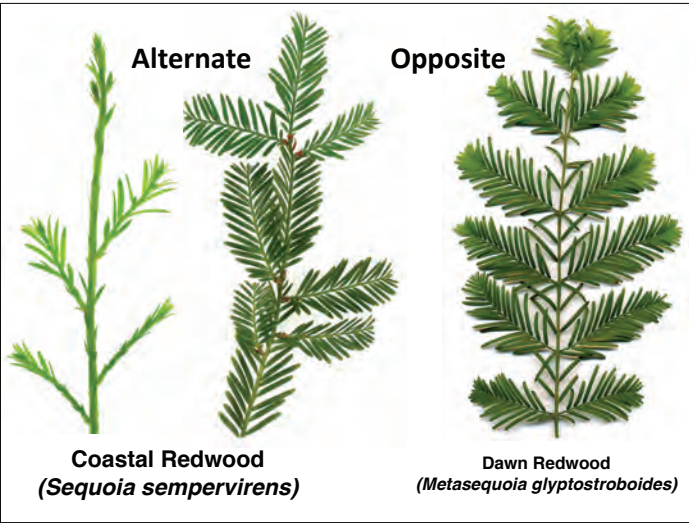 Alternate
Opposite
Coastal Redwood
(Sequoia sempervirens)
Dawn Redwood
(Metasequoia glyptostroboides)